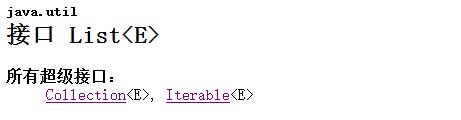 java.util
接口 List<E>
所有超级接口：
Collection<E>, Iterable<E>